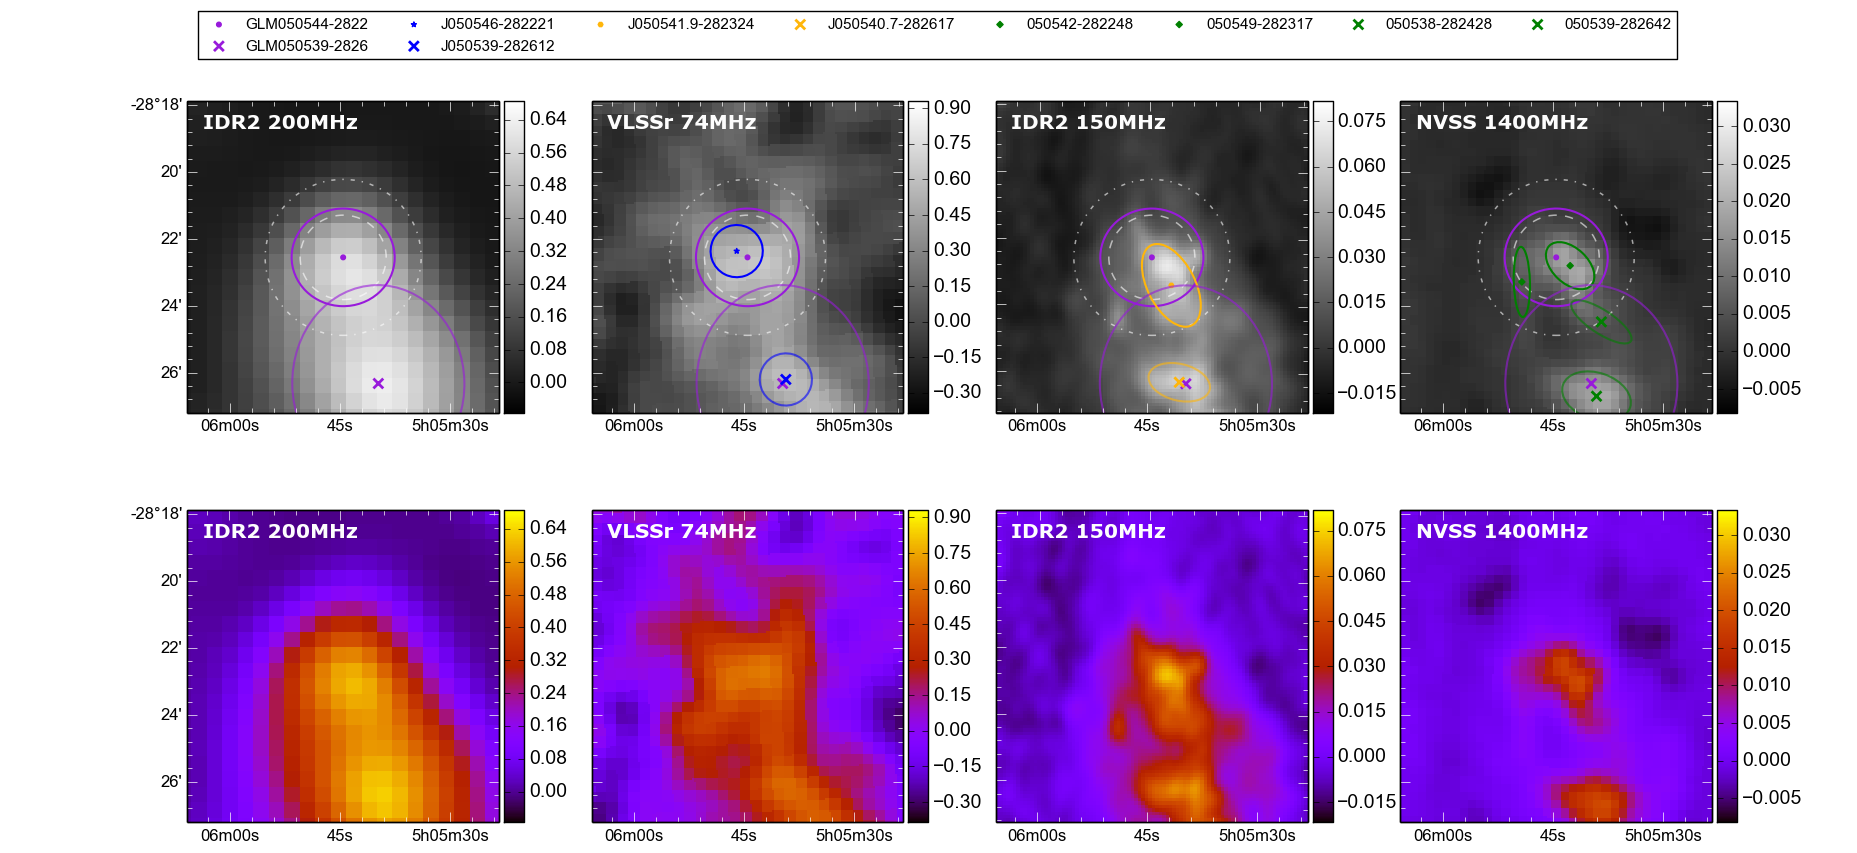 GLM050544-2822 J050546-282221 J050541.9-282324 J050540.7-282617 050542-282248 050549-282317 050538-282428 050539-282642
GLM050539-2826 J050539-282612
IDR2 200MHz VLSSr 74MHz IDR2 150MHz NVSS 1400MHz
-28°18' 0.64 0.90 0.075 0.030
0.56 0.75 0.060 0.025
20' 0.48 0.60 0.045 0.020
22' 0.40 0.45 0.030 0.015
0.32 0.30 0.015 0.010
24' 0.24 0.15 0.000 0.005
0.16 0.00 −0.015 0.000
26' 0.08 −0.15 −0.005
0.00 −0.30
06m00s 45s 5h05m30s 06m00s 45s 5h05m30s 06m00s 45s 5h05m30s 06m00s 45s 5h05m30s
IDR2 200MHz VLSSr 74MHz IDR2 150MHz NVSS 1400MHz
-28°18' 0.64 0.90 0.075 0.030
0.56 0.75 0.060 0.025
20' 0.48 0.60 0.045 0.020
22' 0.40 0.45 0.030 0.015
0.32 0.30 0.015 0.010
24' 0.24 0.15 0.000 0.005
0.16 0.00 −0.015 0.000
26' 0.08 −0.15 −0.005
0.00 −0.30
06m00s 45s 5h05m30s 06m00s 45s 5h05m30s 06m00s 45s 5h05m30s 06m00s 45s 5h05m30s